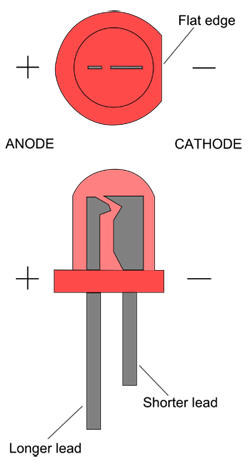 Flat edge
+ −
ANODE CATHODE
+ −
Shorter lead
Longer lead